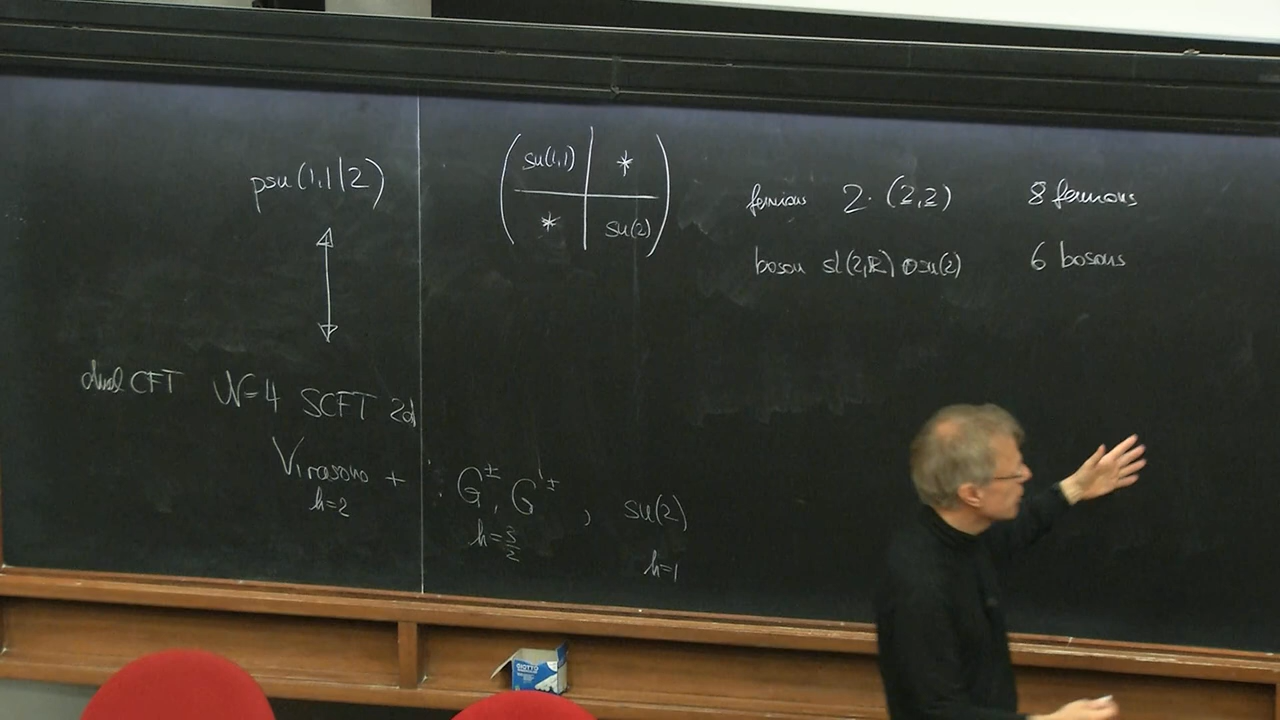 psu(1,1|2)
su(1,1) *
* su(2)
fermions 2·(2,2) 8 fermions
boson sl(2,R)⊕su(2) 6 bosons
dual CFT N=4 SCFT 2d
Virasoro + G±, G'±, su(2)
h=2 h=3/2 h=1
GIOTTO